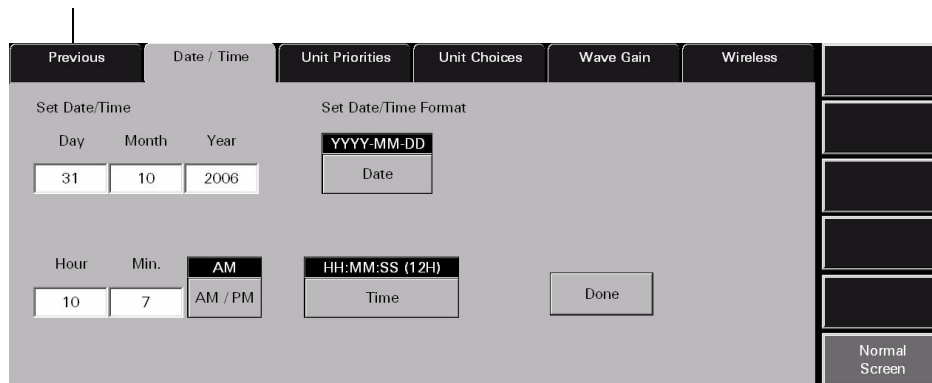 Previous Date / Time Unit Priorities Unit Choices Wave Gain Wireless
Set Date/Time Set Date/Time Format
Day Month Year YYYY-MM-DD
31 10 2006 Date
Hour Min. AM HH:MM:SS (12H)
10 7 AM / PM Time Done
Normal
Screen